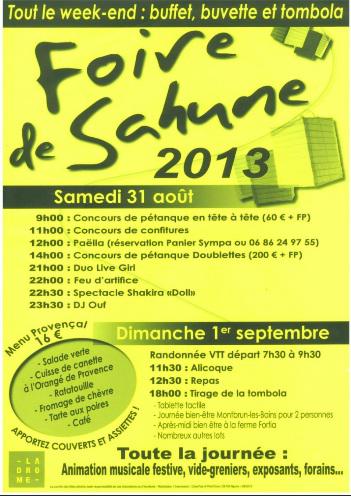 Tout le week-end : buffet, buvette et tombola
Foire
de Sahune
2013
Samedi 31 août
9h00 : Concours de pétanque en tête à tête (60 € + FP)
11h00 : Concours de confitures
12h00 : Paëlla (réservation Panier Sympa ou 06 86 24 97 55)
14h00 : Concours de pétanque Doublettes (200 € + FP)
21h00 : Duo Live Girl
22h00 : Feu d'artifice
22h30 : Spectacle Shakira «Doll»
23h30 : DJ Ouf
Menu Provençal
16 €
- Salade verte
- Cuisse de canette
à l'Orangé de Provence
- Ratatouille
- Fromage de chèvre
- Tarte aux poires
- Café
APPORTEZ COUVERTS ET ASSIETTES !
Dimanche 1er septembre
Randonnée VTT départ 7h30 à 9h30
11h30 : Alicoque
12h30 : Repas
18h00 : Tirage de la tombola
- Tablette tactile
- Journée bien-être Montbrun-les-Bains pour 2 personnes
- Après-midi bien être à la ferme Fortia
- Nombreux autres lots
- LA
DRO
ME -
Toute la journée :
Animation musicale festive, vide-greniers, exposants, forains...